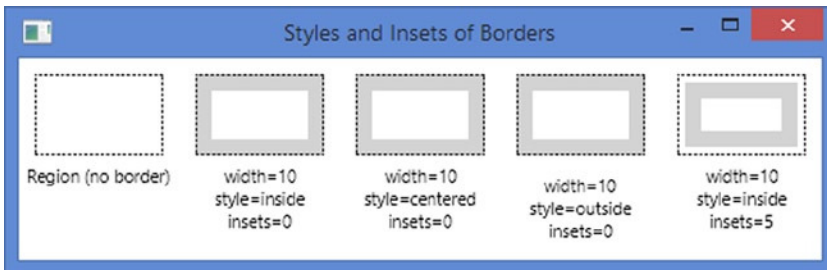 Styles and Insets of Borders
Region (no border)
width=10
style=inside
insets=0
width=10
style=centered
insets=0
width=10
style=outside
insets=0
width=10
style=inside
insets=5